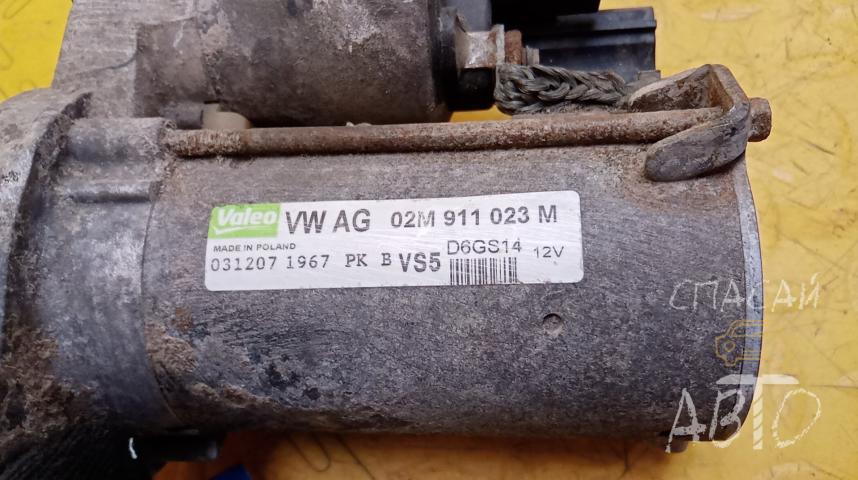 Valeo VW AG 02M 911 023 M
MADE IN POLAND
031207 1967 PK B VS5 D6GS14 12V
СПАСАЙ
АВТО